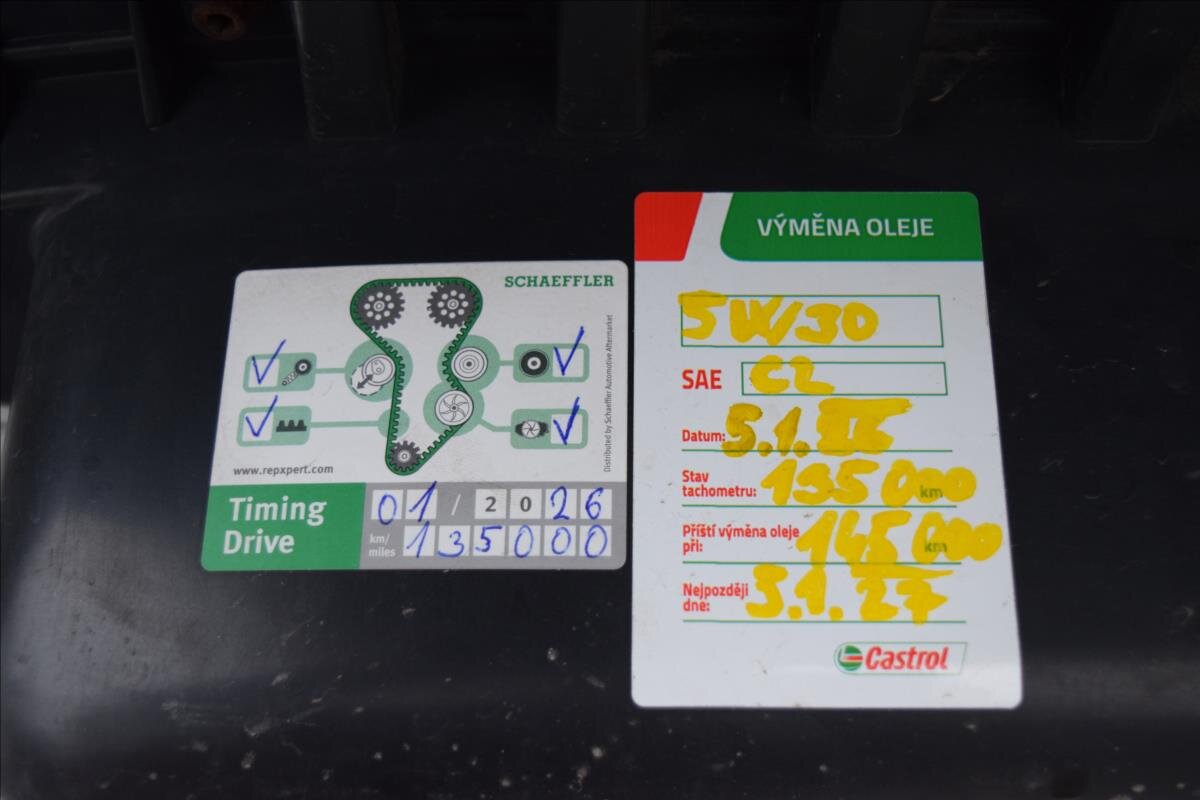 SCHAEFFLER
Distributed by Schaeffler Automotive Aftermarket
www.repxpert.com
Timing
Drive
01 / 2026
km/
miles 135000
VÝMĚNA OLEJE
5W/30
SAE C2
Datum: 5.1.
Stav
tachometru: 135 000 km
Příští výměna oleje
při: 145 000 km
Nejpozději
dne: 5.1.27
Castrol